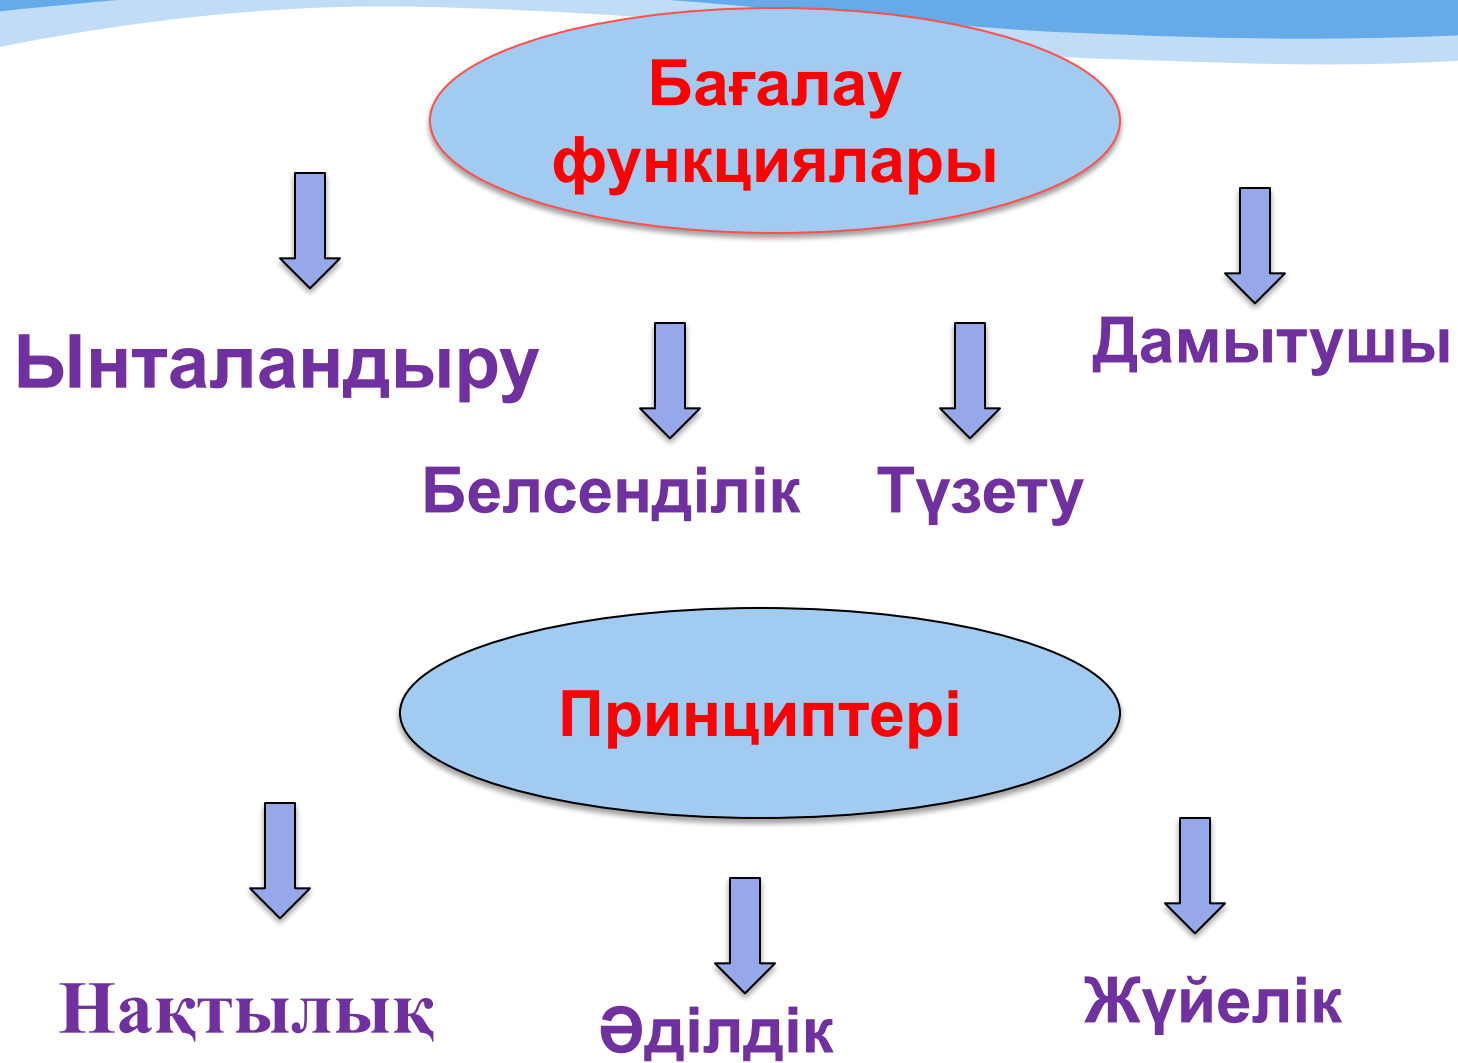 Бағалау
функциялары
Ынталандыру
Дамытушы
Белсенділік
Түзету
Принциптері
Нақтылық
Әділдік
Жүйелік